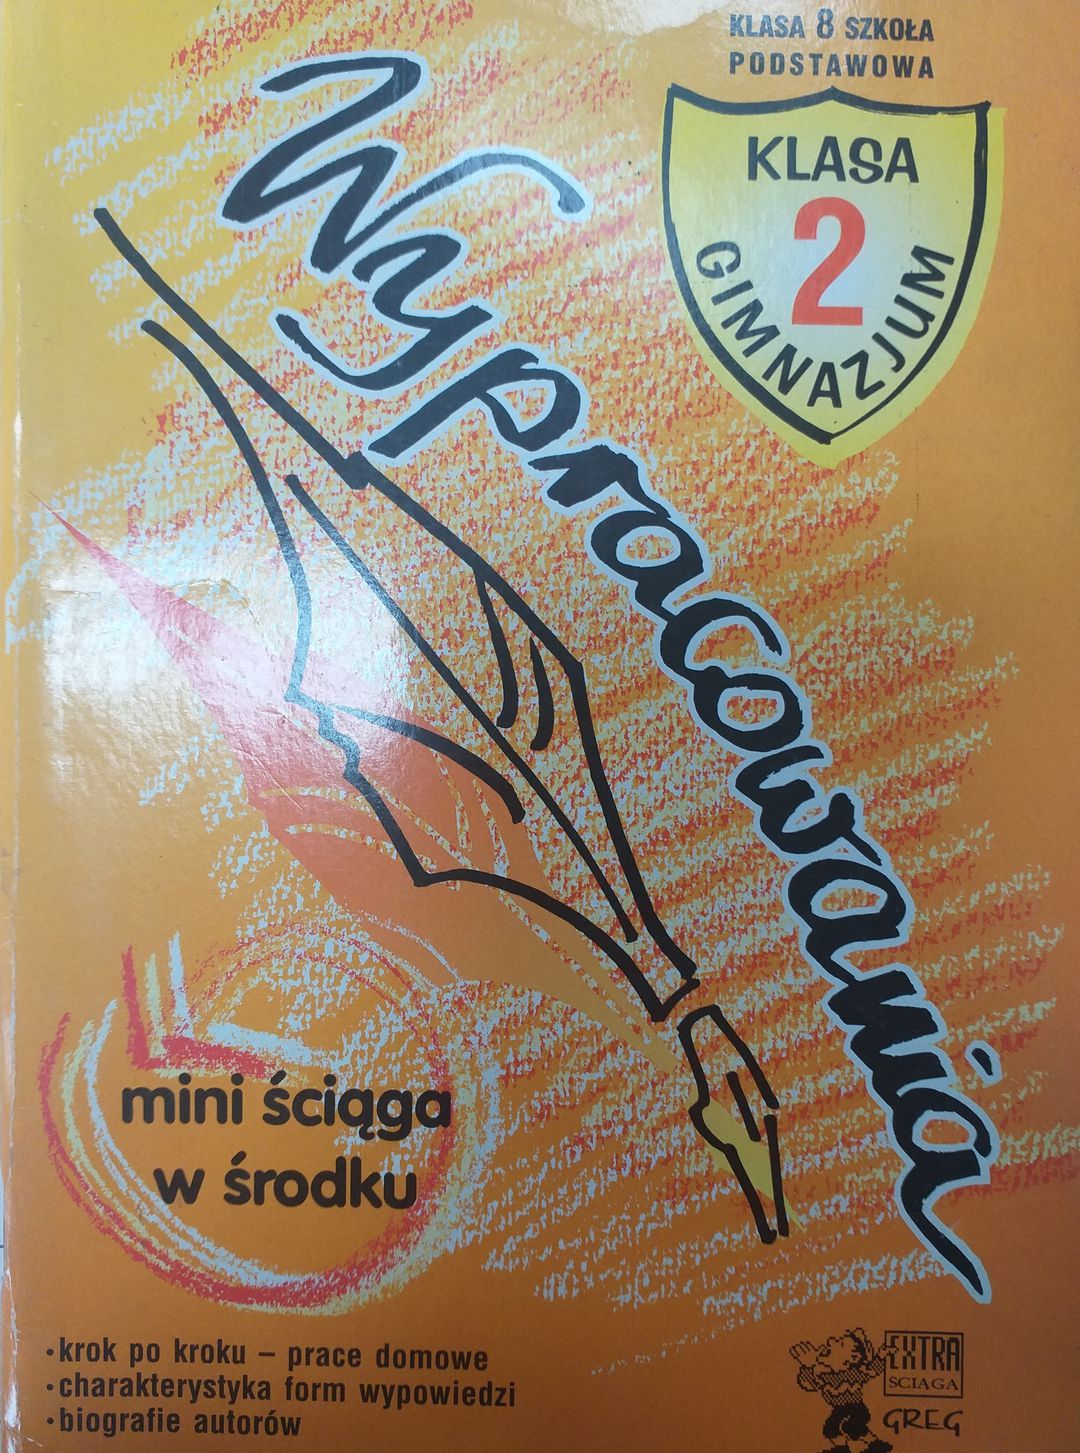 KLASA 8 SZKOŁA
PODSTAWOWA
KLASA
2
GIMNAZJUM
Wypracowania
mini ściąga
w środku
•krok po kroku – prace domowe
•charakterystyka form wypowiedzi
•biografie autorów
EXTRA
ŚCIĄGA
GREG